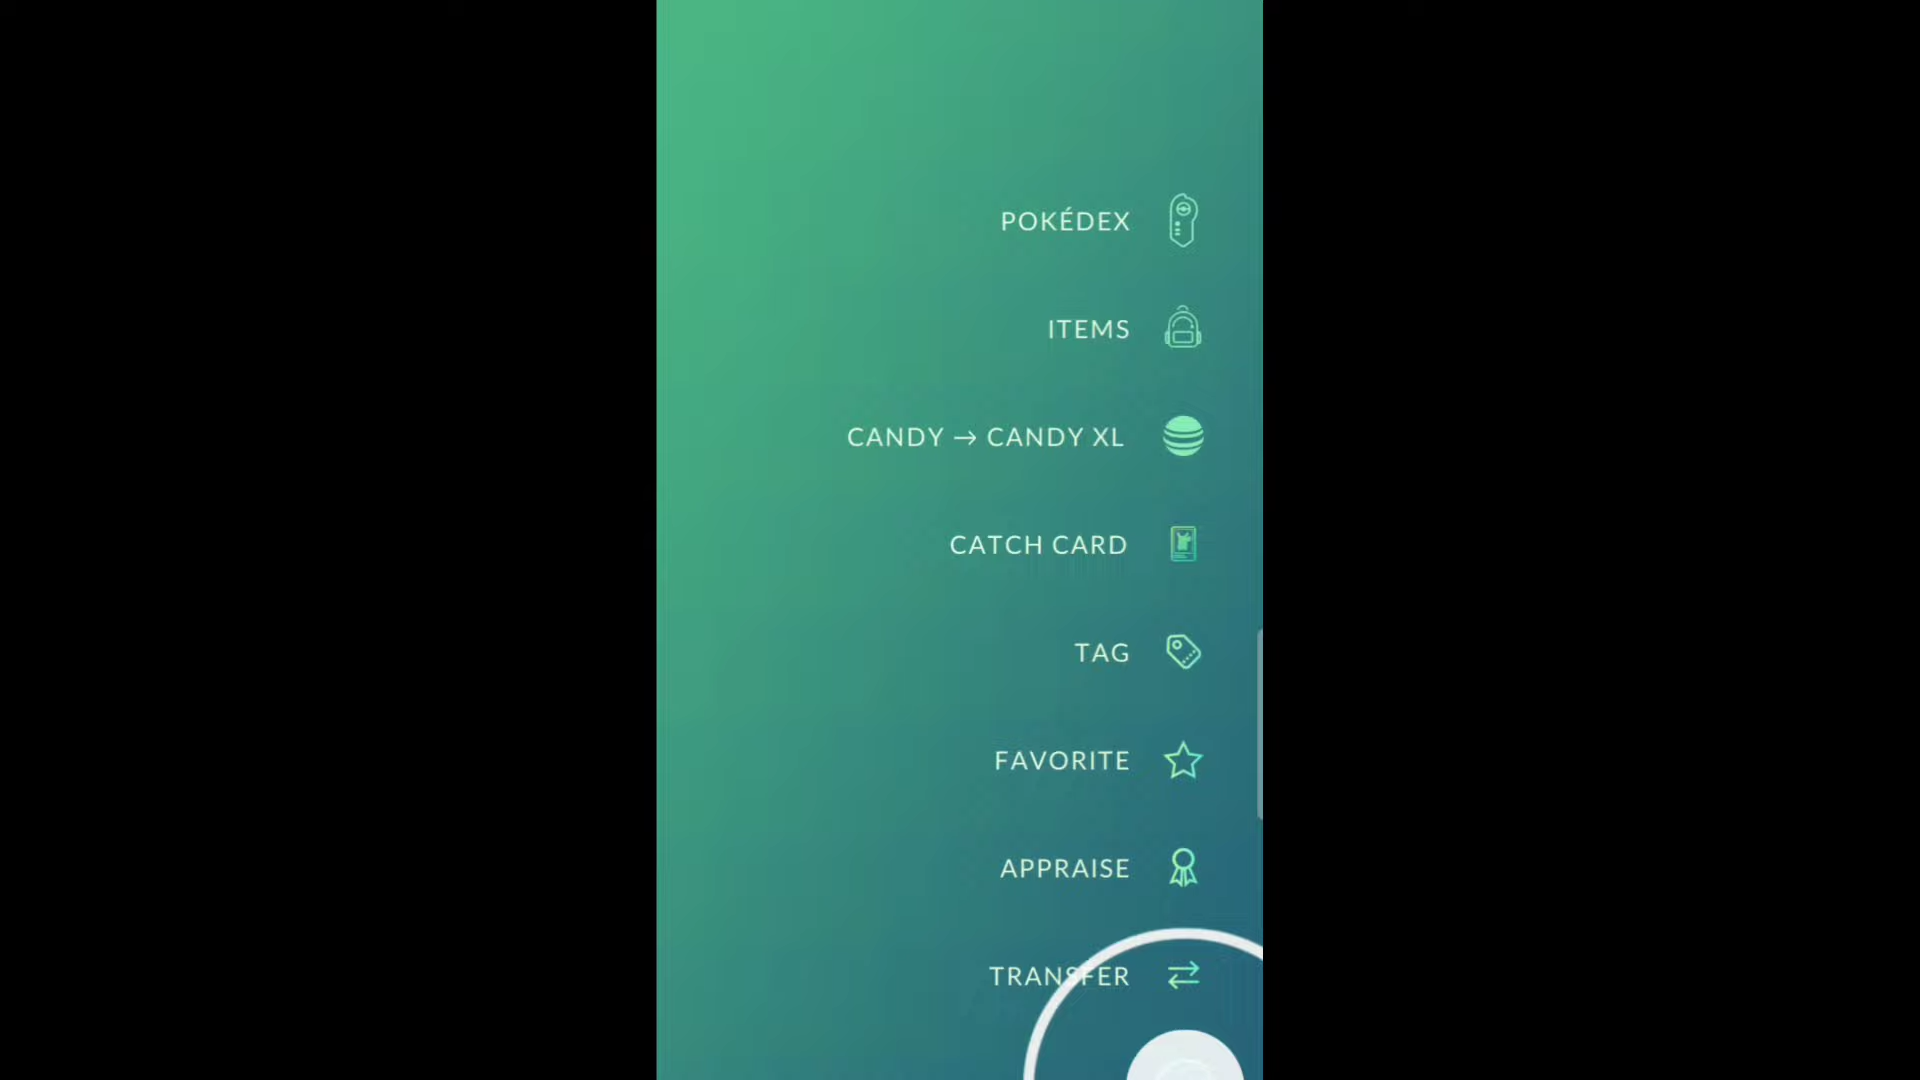 POKÉDEX
ITEMS
CANDY → CANDY XL
CATCH CARD
TAG
FAVORITE
APPRAISE
TRANSFER